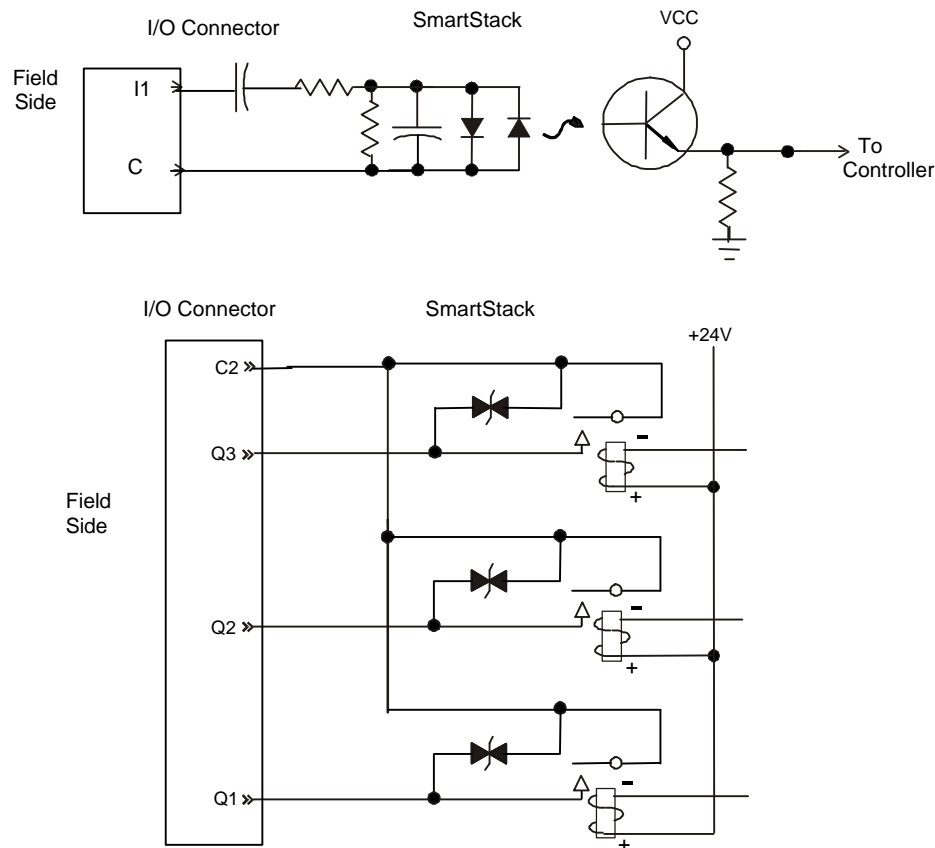 I/O Connector
SmartStack
VCC
Field
Side
I1
C
To
Controller
I/O Connector
SmartStack
+24V
C2
-
Q3
+
Field
Side
-
Q2
+
-
Q1
+